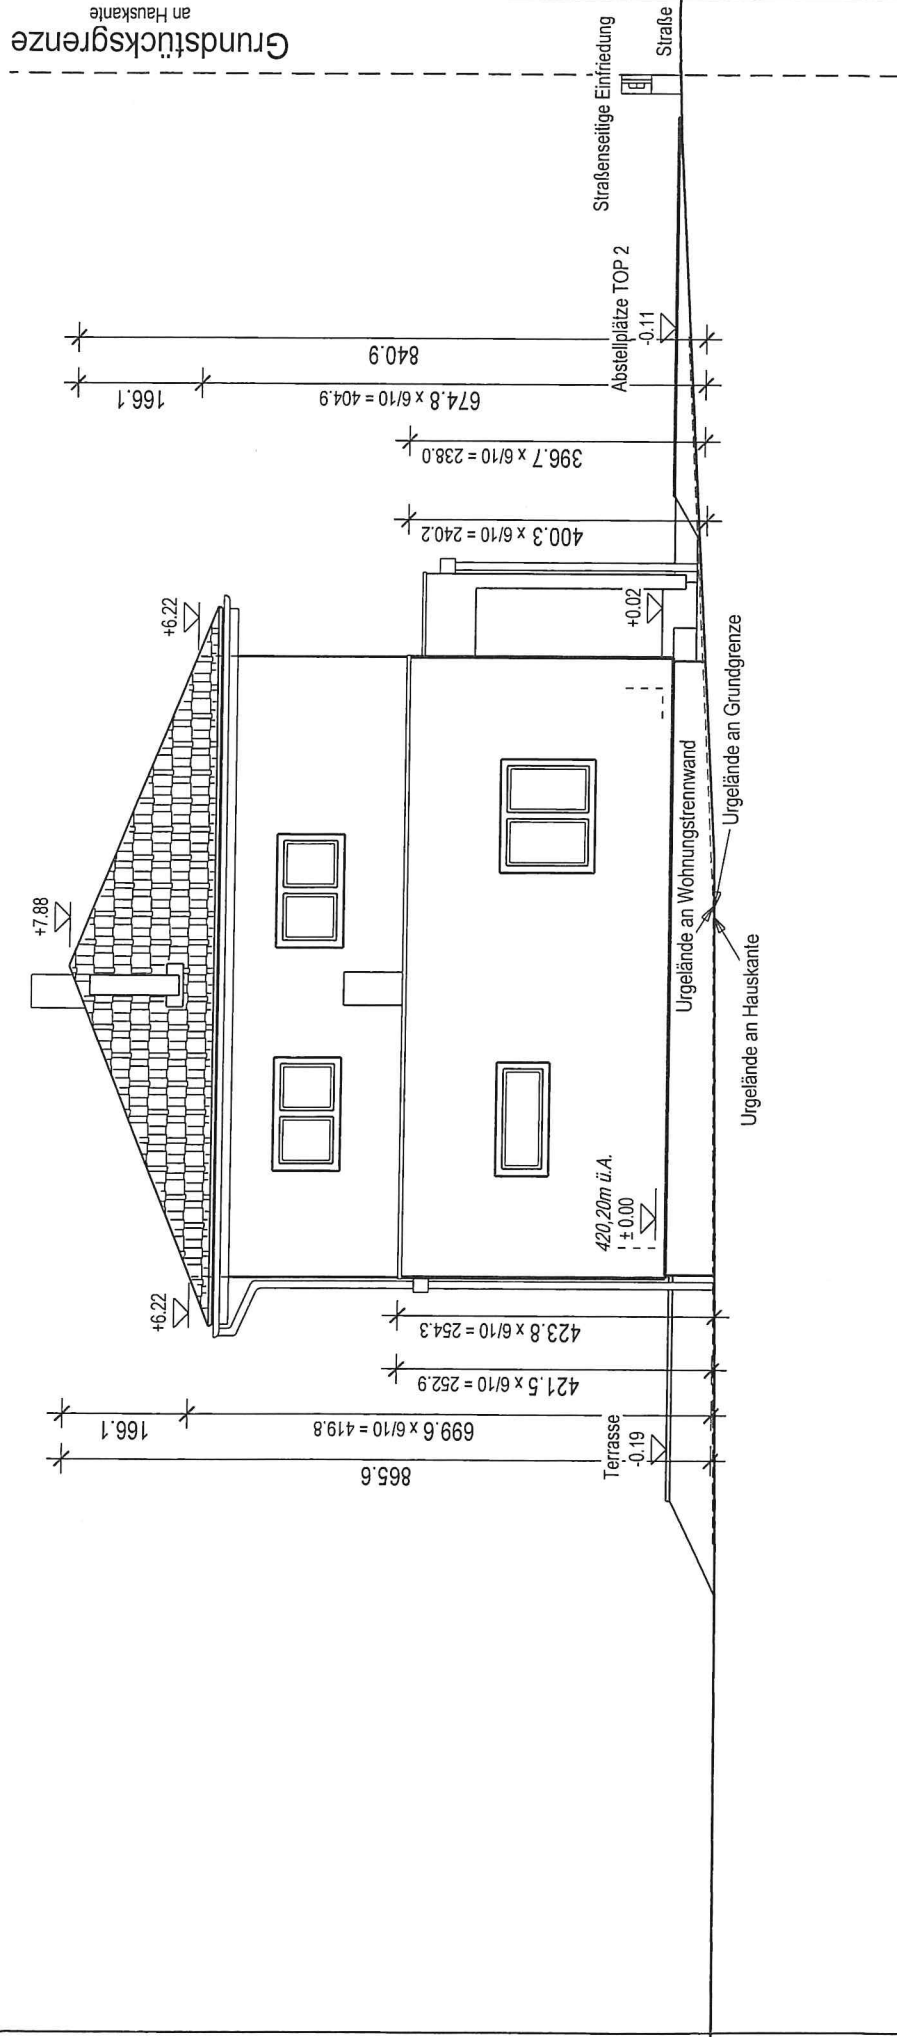 Grundstücksgrenze
an Hauskante
Straße
Straßenseitige Einfriedung
Abstellplätze TOP 2
-0.11
840.9
166.1
674.8 x 6/10 = 404.9
396.7 x 6/10 = 238.0
400.3 x 6/10 = 240.2
+6.22
+0.02
+7.88
Urgelände an Wohnungstrennwand
Urgelände an Grundgrenze
Urgelände an Hauskante
420,20m ü.A.
±0.00
+6.22
423.8 x 6/10 = 254.3
421.5 x 6/10 = 252.9
166.1
699.6 x 6/10 = 419.8
865.6
Terrasse
-0.19